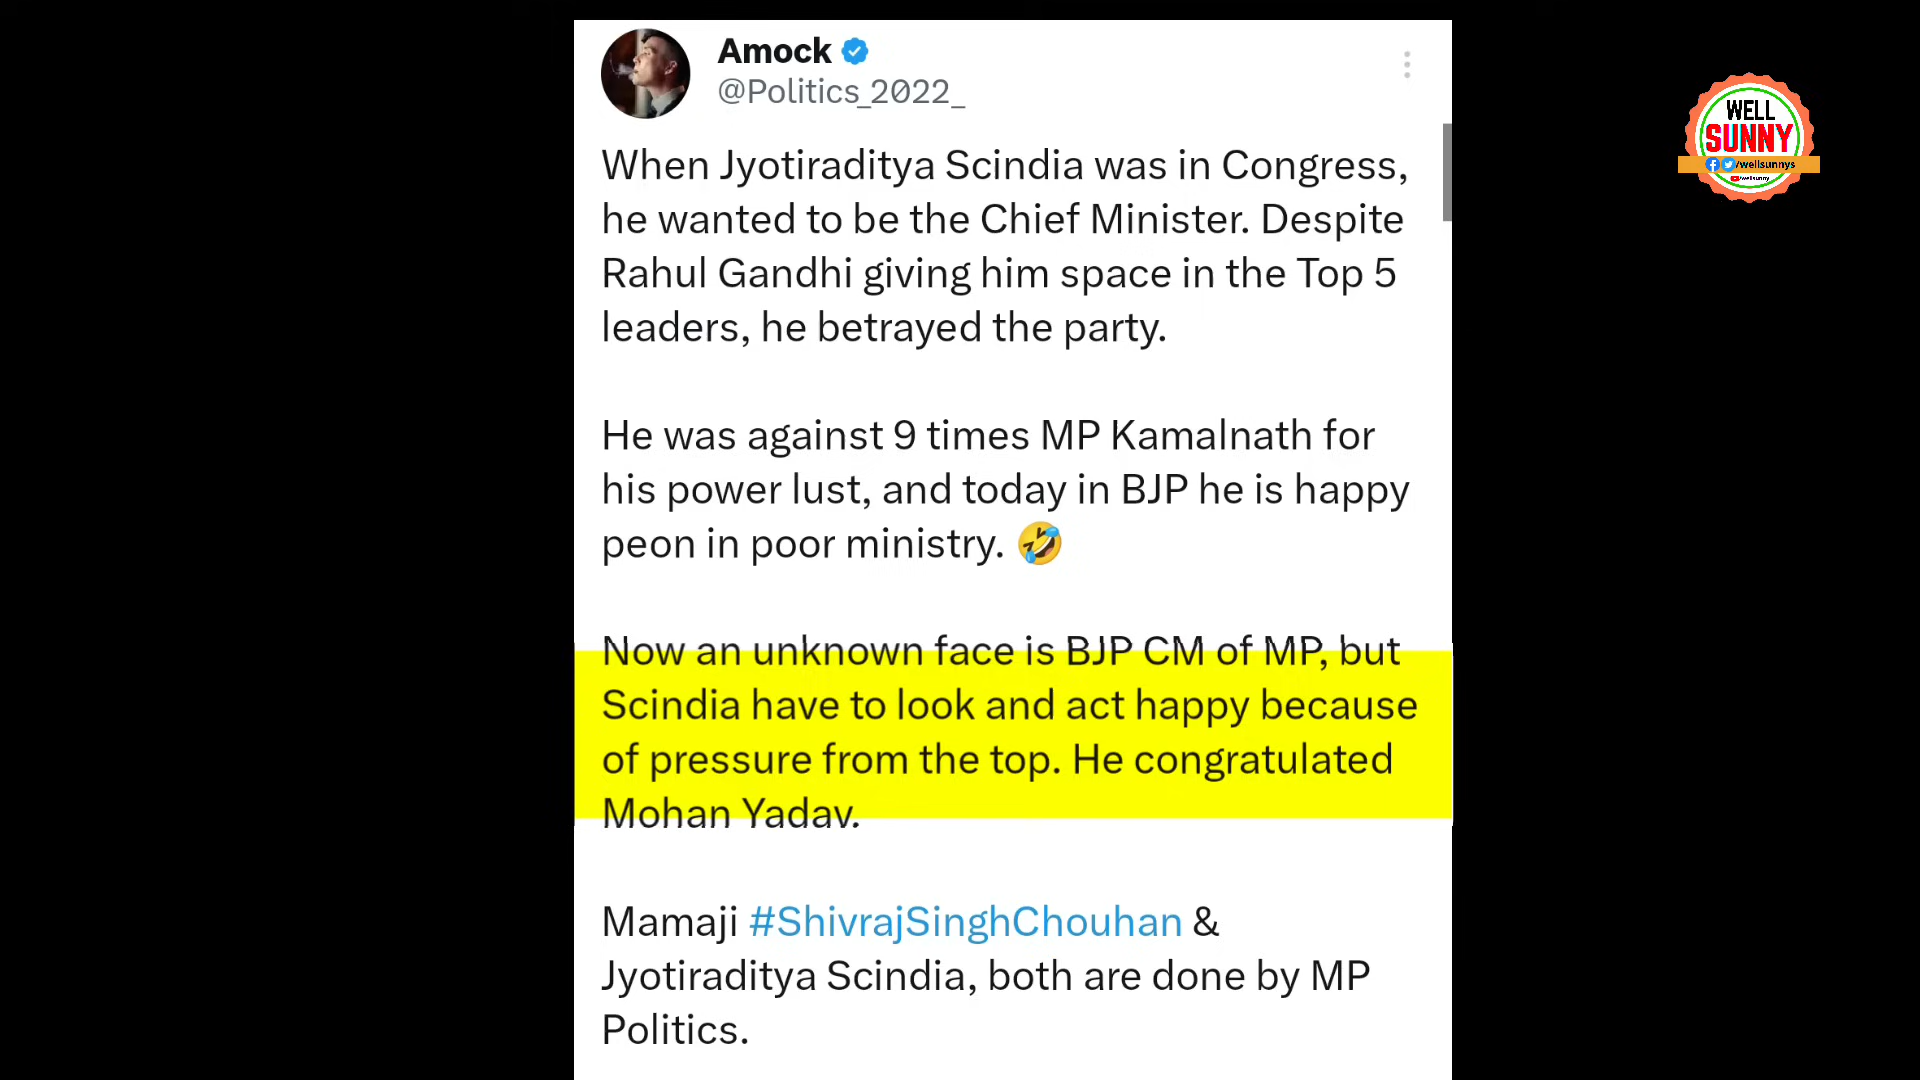 Amock
@Politics_2022_
When Jyotiraditya Scindia was in Congress,
he wanted to be the Chief Minister. Despite
Rahul Gandhi giving him space in the Top 5
leaders, he betrayed the party.
He was against 9 times MP Kamalnath for
his power lust, and today in BJP he is happy
peon in poor ministry. 🤣
Now an unknown face is BJP CM of MP, but
Scindia have to look and act happy because
of pressure from the top. He congratulated
Mohan Yadav.
Mamaji #ShivrajSinghChouhan &
Jyotiraditya Scindia, both are done by MP
Politics.
WELL
SUNNY
/wellsunnys
/wellsunny